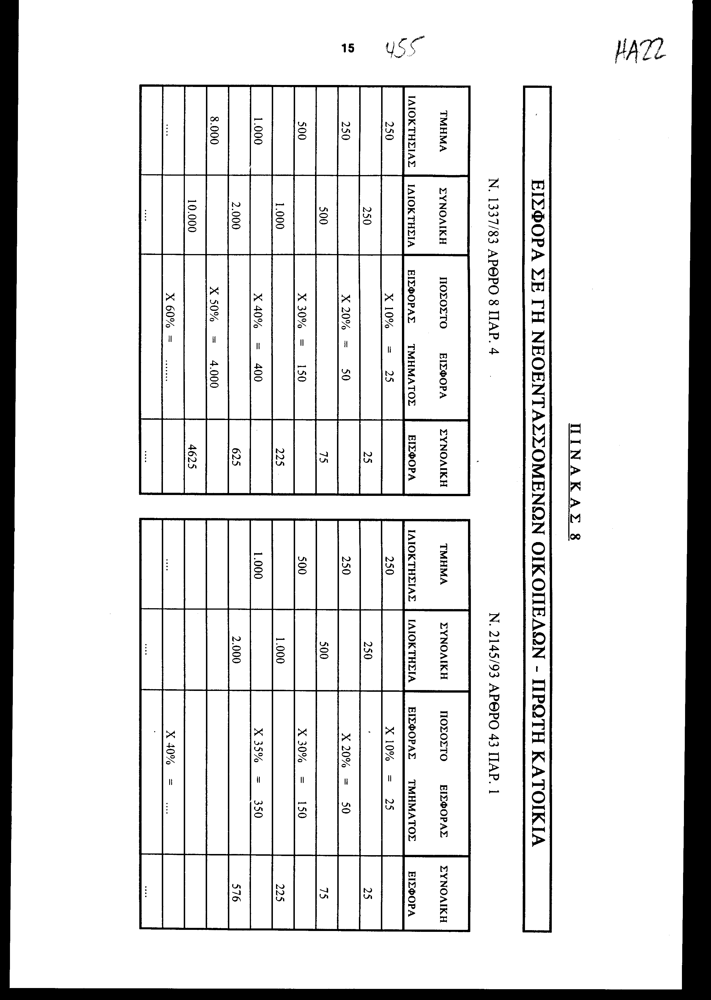 HA22
455
15
ΠΙΝΑΚΑΣ 8
ΕΙΣΦΟΡΑ ΣΕ ΓΗ ΝΕΟΕΝΤΑΣΣΟΜΕΝΩΝ ΟΙΚΟΠΕΔΩΝ - ΠΡΩΤΗ ΚΑΤΟΙΚΙΑ
Ν. 1337/83 ΑΡΘΡΟ 8 ΠΑΡ. 4
ΤΜΗΜΑ ΣΥΝΟΛΙΚΗ ΠΟΣΟΣΤΟ ΕΙΣΦΟΡΑ ΣΥΝΟΛΙΚΗ
ΙΔΙΟΚΤΗΣΙΑΣ ΙΔΙΟΚΤΗΣΙΑ ΕΙΣΦΟΡΑΣ ΤΜΗΜΑΤΟΣ ΕΙΣΦΟΡΑ
250 Χ 10% = 25
250 25
250 Χ 20% = 50
500 75
500 Χ 30% = 150
1.000 225
1.000 Χ 40% = 400
2.000 625
8.000 Χ 50% = 4.000
10.000 4625
.... Χ 60% = .......
.... ....
Ν. 2145/93 ΑΡΘΡΟ 43 ΠΑΡ. 1
ΤΜΗΜΑ ΣΥΝΟΛΙΚΗ ΠΟΣΟΣΤΟ ΕΙΣΦΟΡΑΣ ΣΥΝΟΛΙΚΗ
ΙΔΙΟΚΤΗΣΙΑΣ ΙΔΙΟΚΤΗΣΙΑ ΕΙΣΦΟΡΑΣ ΤΜΗΜΑΤΟΣ ΕΙΣΦΟΡΑ
250 Χ 10% = 25
250 25
250 Χ 20% = 50
500 75
500 Χ 30% = 150
1.000 225
1.000 Χ 35% = 350
2.000 576
.... Χ 40% = ....
.... ....